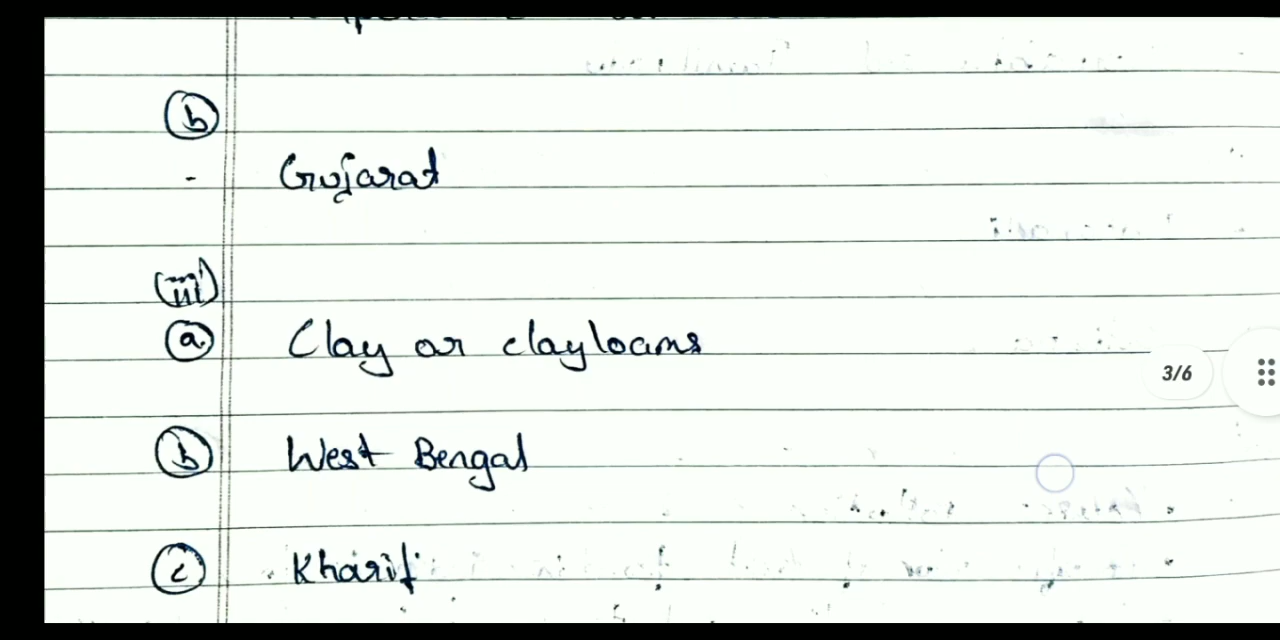 (b)
- Gujarat
(iii)
(a) Clay or clayloams
3/6
(b) West Bengal
(c) Kharif